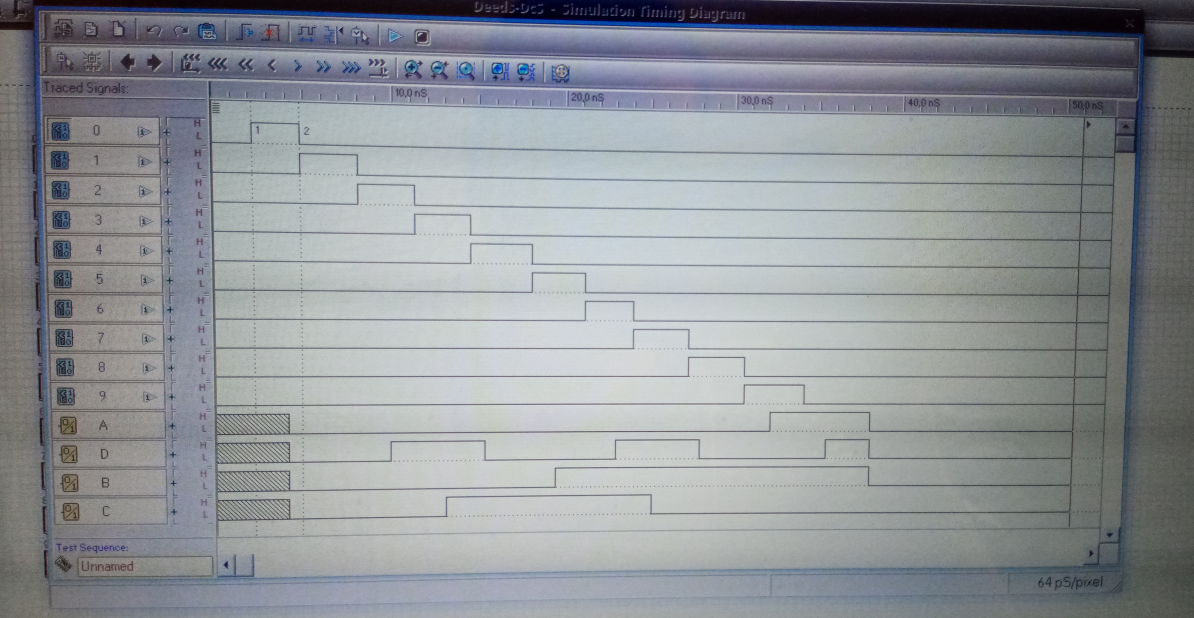 Deeds-DcS - Simulation Timing Diagram
Traced Signals:
10,0 nS 20,0 nS 30,0 nS 40,0 nS 50,0 nS
0 H L 1 2
1 H L
2 H L
3 H L
4 H L
5 H L
6 H L
7 H L
8 H L
9 H L
A H L
D H L
B H L
C H L
Test Sequence:
Unnamed
64 pS/pixel